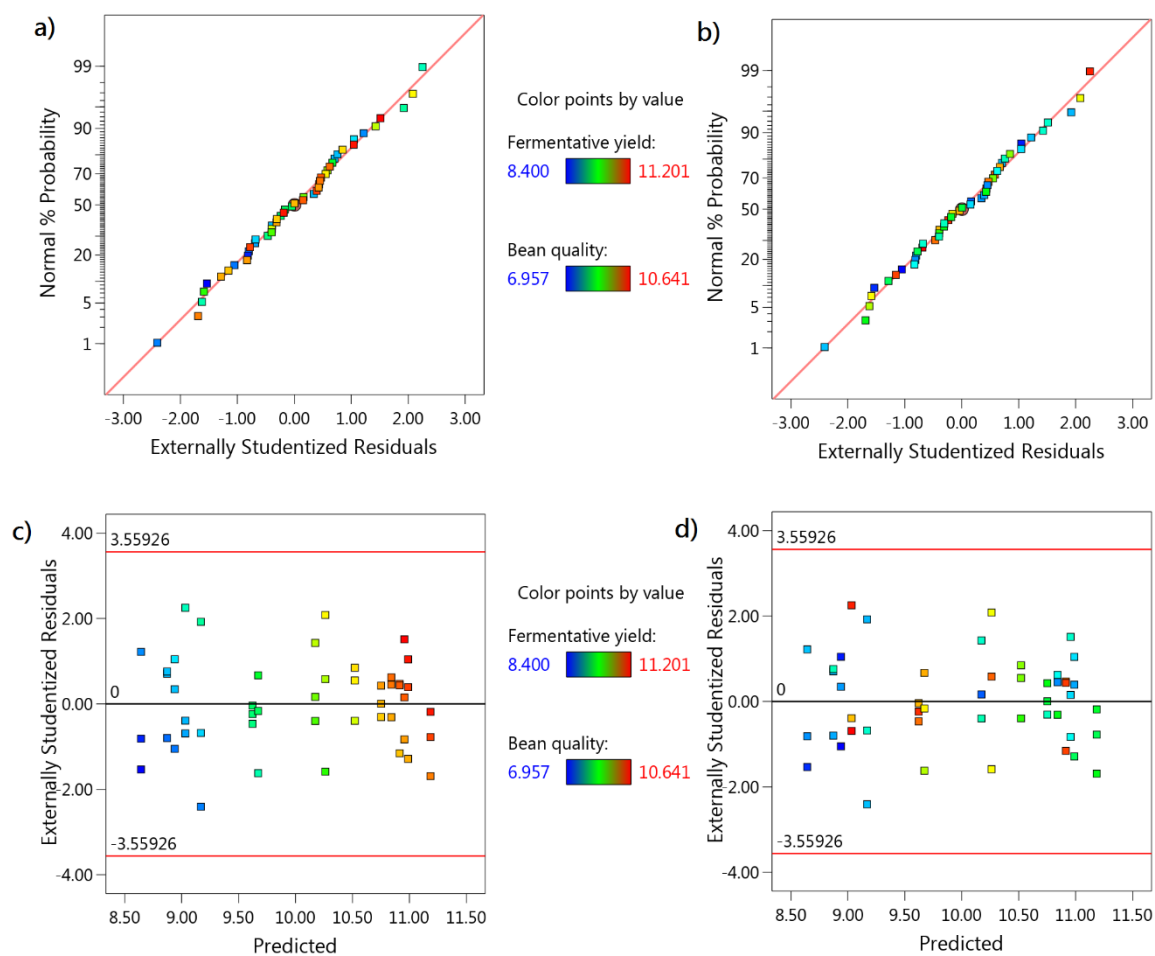 a)
99
90
70
50
20
5
1
Normal % Probability
-3.00 -2.00 -1.00 0.00 1.00 2.00 3.00
Externally Studentized Residuals
Color points by value
Fermentative yield:
8.400 11.201
Bean quality:
6.957 10.641
b)
99
90
70
50
20
5
1
Normal % Probability
-3.00 -2.00 -1.00 0.00 1.00 2.00 3.00
Externally Studentized Residuals
c)
4.00
3.55926
2.00
0
0.00
-2.00
-3.55926
-4.00
Externally Studentized Residuals
8.50 9.00 9.50 10.00 10.50 11.00 11.50
Predicted
Color points by value
Fermentative yield:
8.400 11.201
Bean quality:
6.957 10.641
d)
4.00
3.55926
2.00
0
0.00
-2.00
-3.55926
-4.00
Externally Studentized Residuals
8.50 9.00 9.50 10.00 10.50 11.00 11.50
Predicted